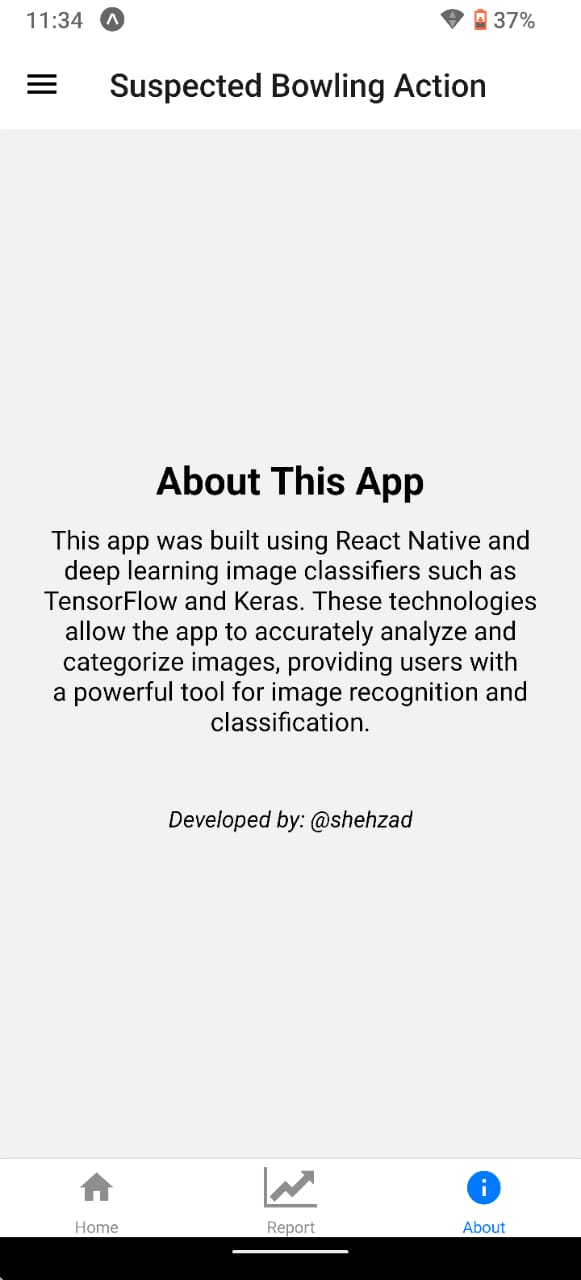 11:34
37%
Suspected Bowling Action
About This App
This app was built using React Native and
deep learning image classifiers such as
TensorFlow and Keras. These technologies
allow the app to accurately analyze and
categorize images, providing users with
a powerful tool for image recognition and
classification.
Developed by: @shehzad
Home
Report
About